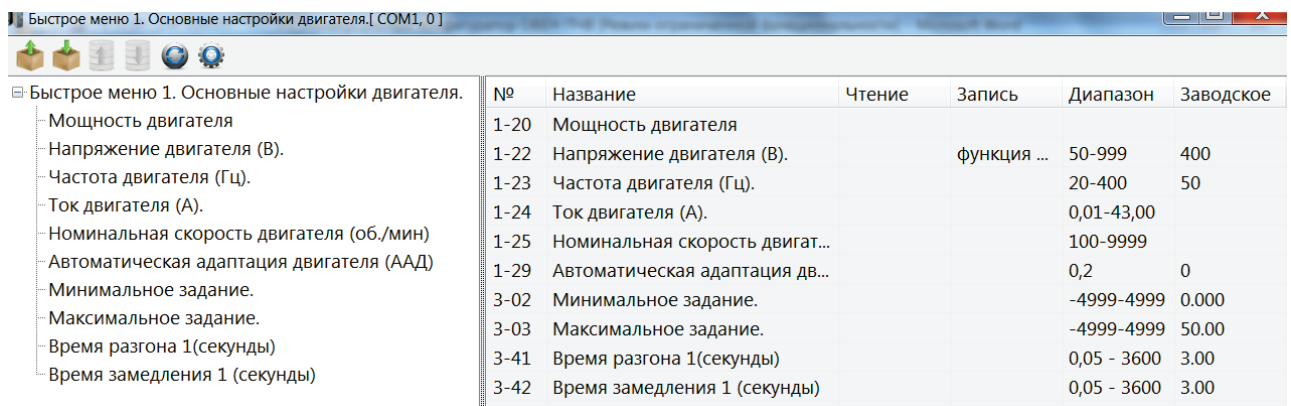 Быстрое меню 1. Основные настройки двигателя.[ COM1, 0 ]
Быстрое меню 1. Основные настройки двигателя.
Мощность двигателя
Напряжение двигателя (В).
Частота двигателя (Гц).
Ток двигателя (А).
Номинальная скорость двигателя (об./мин)
Автоматическая адаптация двигателя (ААД)
Минимальное задание.
Максимальное задание.
Время разгона 1(секунды)
Время замедления 1 (секунды)
№ Название Чтение Запись Диапазон Заводское
1-20 Мощность двигателя
1-22 Напряжение двигателя (В). функция ... 50-999 400
1-23 Частота двигателя (Гц). 20-400 50
1-24 Ток двигателя (А). 0,01-43,00
1-25 Номинальная скорость двигат... 100-9999
1-29 Автоматическая адаптация дв... 0,2 0
3-02 Минимальное задание. -4999-4999 0.000
3-03 Максимальное задание. -4999-4999 50.00
3-41 Время разгона 1(секунды) 0,05 - 3600 3.00
3-42 Время замедления 1 (секунды) 0,05 - 3600 3.00